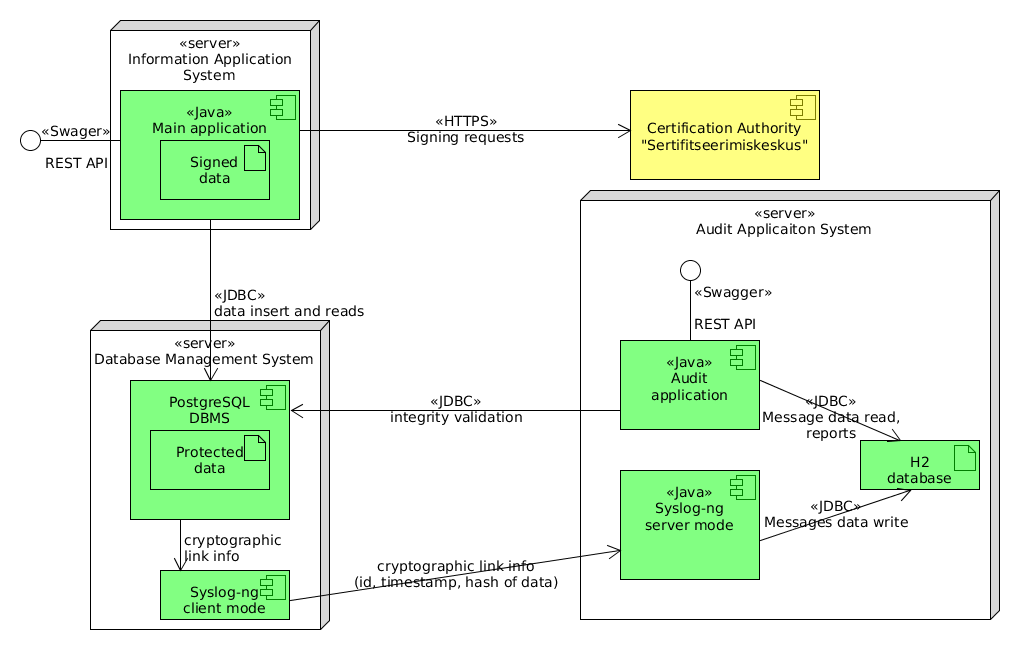 «server»
Information Application
System
«Java»
Main application
Signed
data
«Swager»
REST API
«HTTPS»
Signing requests
Certification Authority
"Sertifitseerimiskeskus"
«server»
Audit Applicaiton System
«Swagger»
REST API
«JDBC»
data insert and reads
«server»
Database Management System
PostgreSQL
DBMS
Protected
data
«JDBC»
integrity validation
«Java»
Audit
application
«JDBC»
Message data read,
reports
H2
database
«Java»
Syslog-ng
server mode
«JDBC»
Messages data write
cryptographic
link info
cryptographic link info
(id, timestamp, hash of data)
Syslog-ng
client mode